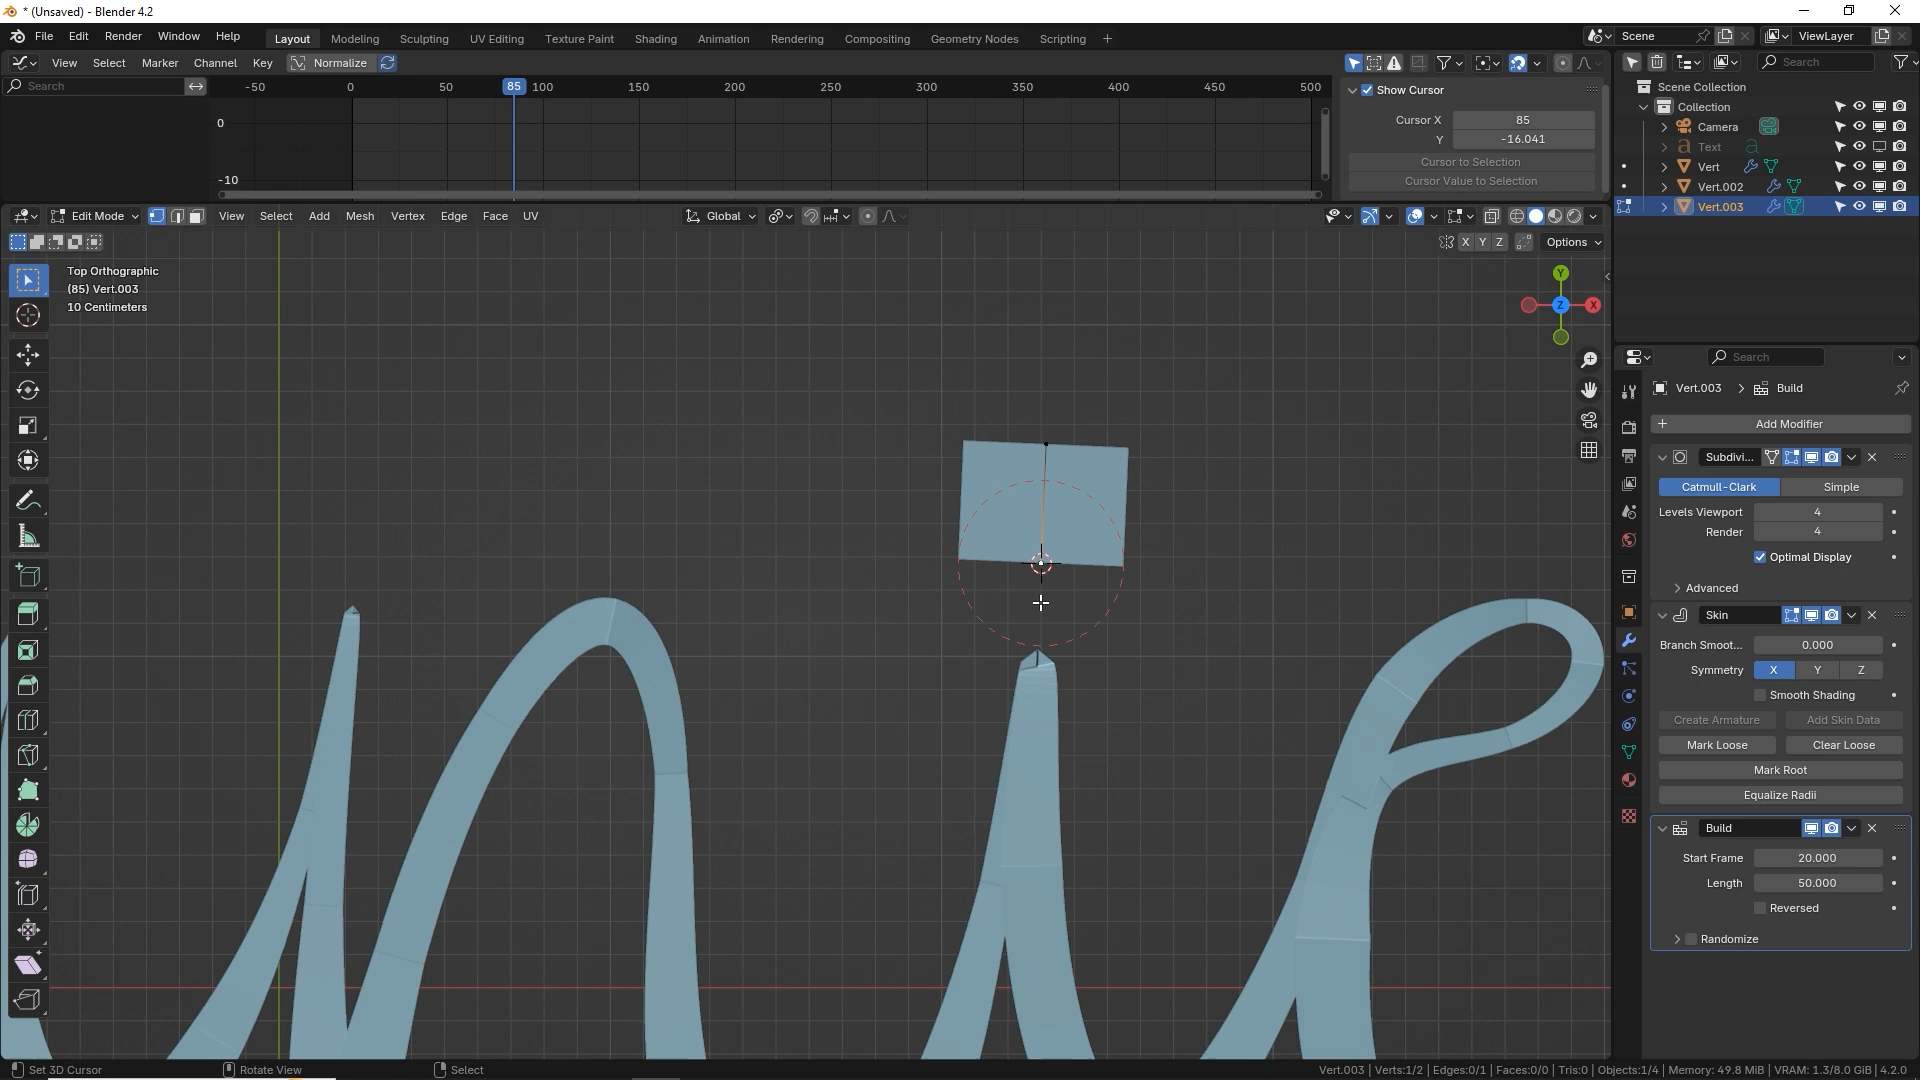 * (Unsaved) - Blender 4.2
File Edit Render Window Help Layout Modeling Sculpting UV Editing Texture Paint Shading Animation Rendering Compositing Geometry Nodes Scripting + Scene ViewLayer
View Select Marker Channel Key Normalize Search
Search -50 0 50 85 100 150 200 250 300 350 400 450 500
0
-10
Show Cursor
Cursor X 85
Y -16.041
Cursor to Selection
Cursor Value to Selection
Scene Collection
Collection
Camera
Text
Vert
Vert.002
Vert.003
Edit Mode View Select Add Mesh Vertex Edge Face UV Global
X Y Z Options
Top Orthographic
(85) Vert.003
10 Centimeters
Y
Z X
Search
Vert.003 > Build
+ Add Modifier
Subdivi...
Catmull-Clark Simple
Levels Viewport 4
Render 4
Optimal Display
Advanced
Skin
Branch Smoot... 0.000
Symmetry X Y Z
Smooth Shading
Create Armature Add Skin Data
Mark Loose Clear Loose
Mark Root
Equalize Radii
Build
Start Frame 20.000
Length 50.000
Reversed
Randomize
Set 3D Cursor Rotate View Select Vert.003 | Verts:1/2 | Edges:0/1 | Faces:0/0 | Tris:0 | Objects:1/4 | Memory: 49.8 MiB | VRAM: 1.3/8.0 GiB | 4.2.0